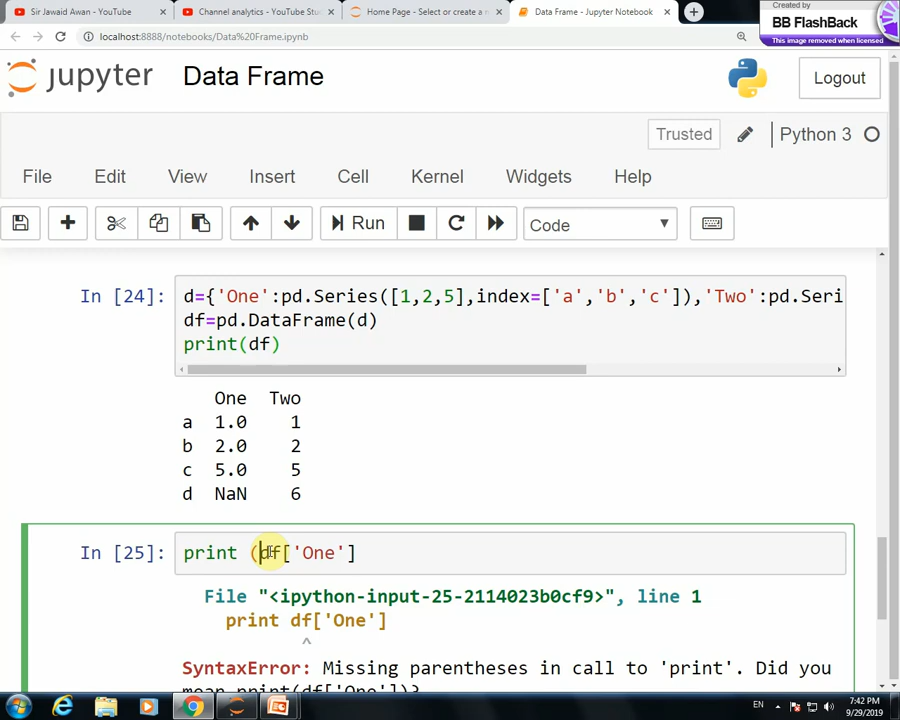 Sir Jawaid Awan - YouTube
Channel analytics - YouTube Stu
Home Page - Select or create a n
Data Frame - Jupyter Notebook
Created by
BB FlashBack
This image removed when licensed
localhost:8888/notebooks/Data%20Frame.ipynb
jupyter
Data Frame
Logout
Trusted
Python 3
File Edit View Insert Cell Kernel Widgets Help
Run
Code
In [24]: d={'One':pd.Series([1,2,5],index=['a','b','c']),'Two':pd.Seri
df=pd.DataFrame(d)
print(df)
One Two
a 1.0 1
b 2.0 2
c 5.0 5
d NaN 6
In [25]: print (df['One']
File "<ipython-input-25-2114023b0cf9>", line 1
print df['One']
^
SyntaxError: Missing parentheses in call to 'print'. Did you
mean print(df['One'])?
EN
7:42 PM
9/29/2019